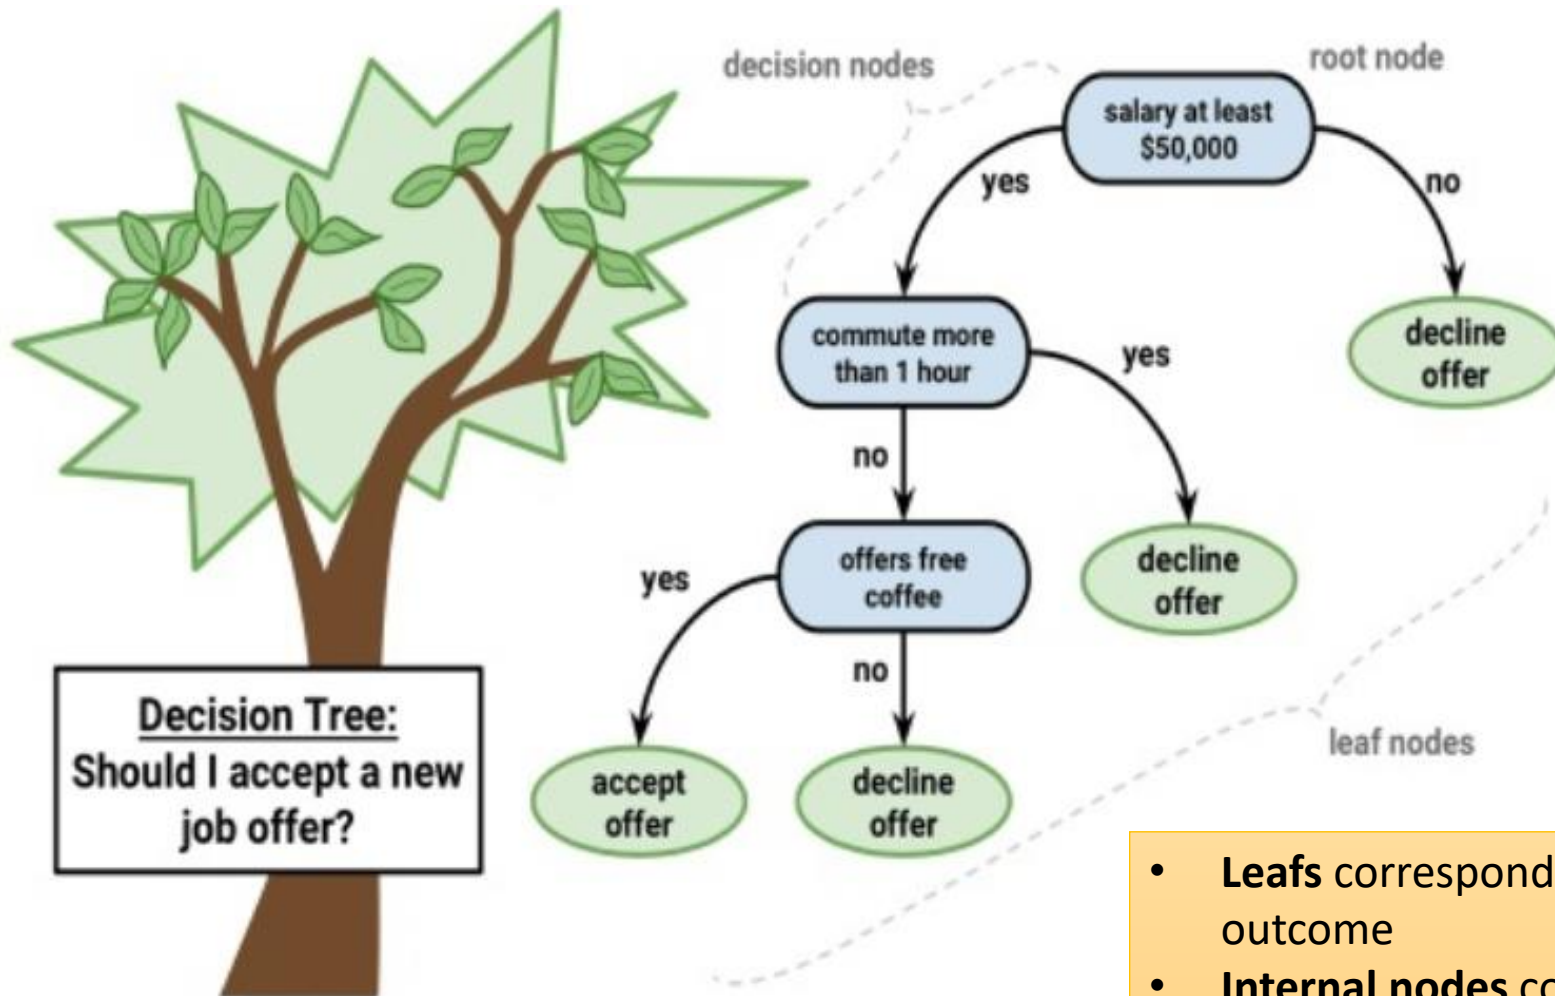 decision nodes
root node
salary at least
$50,000
yes
no
commute more
than 1 hour
yes
decline
offer
no
offers free
coffee
decline
offer
yes
no
accept
offer
decline
offer
leaf nodes
Decision Tree:
Should I accept a new
job offer?
• Leafs correspond
outcome
• Internal nodes